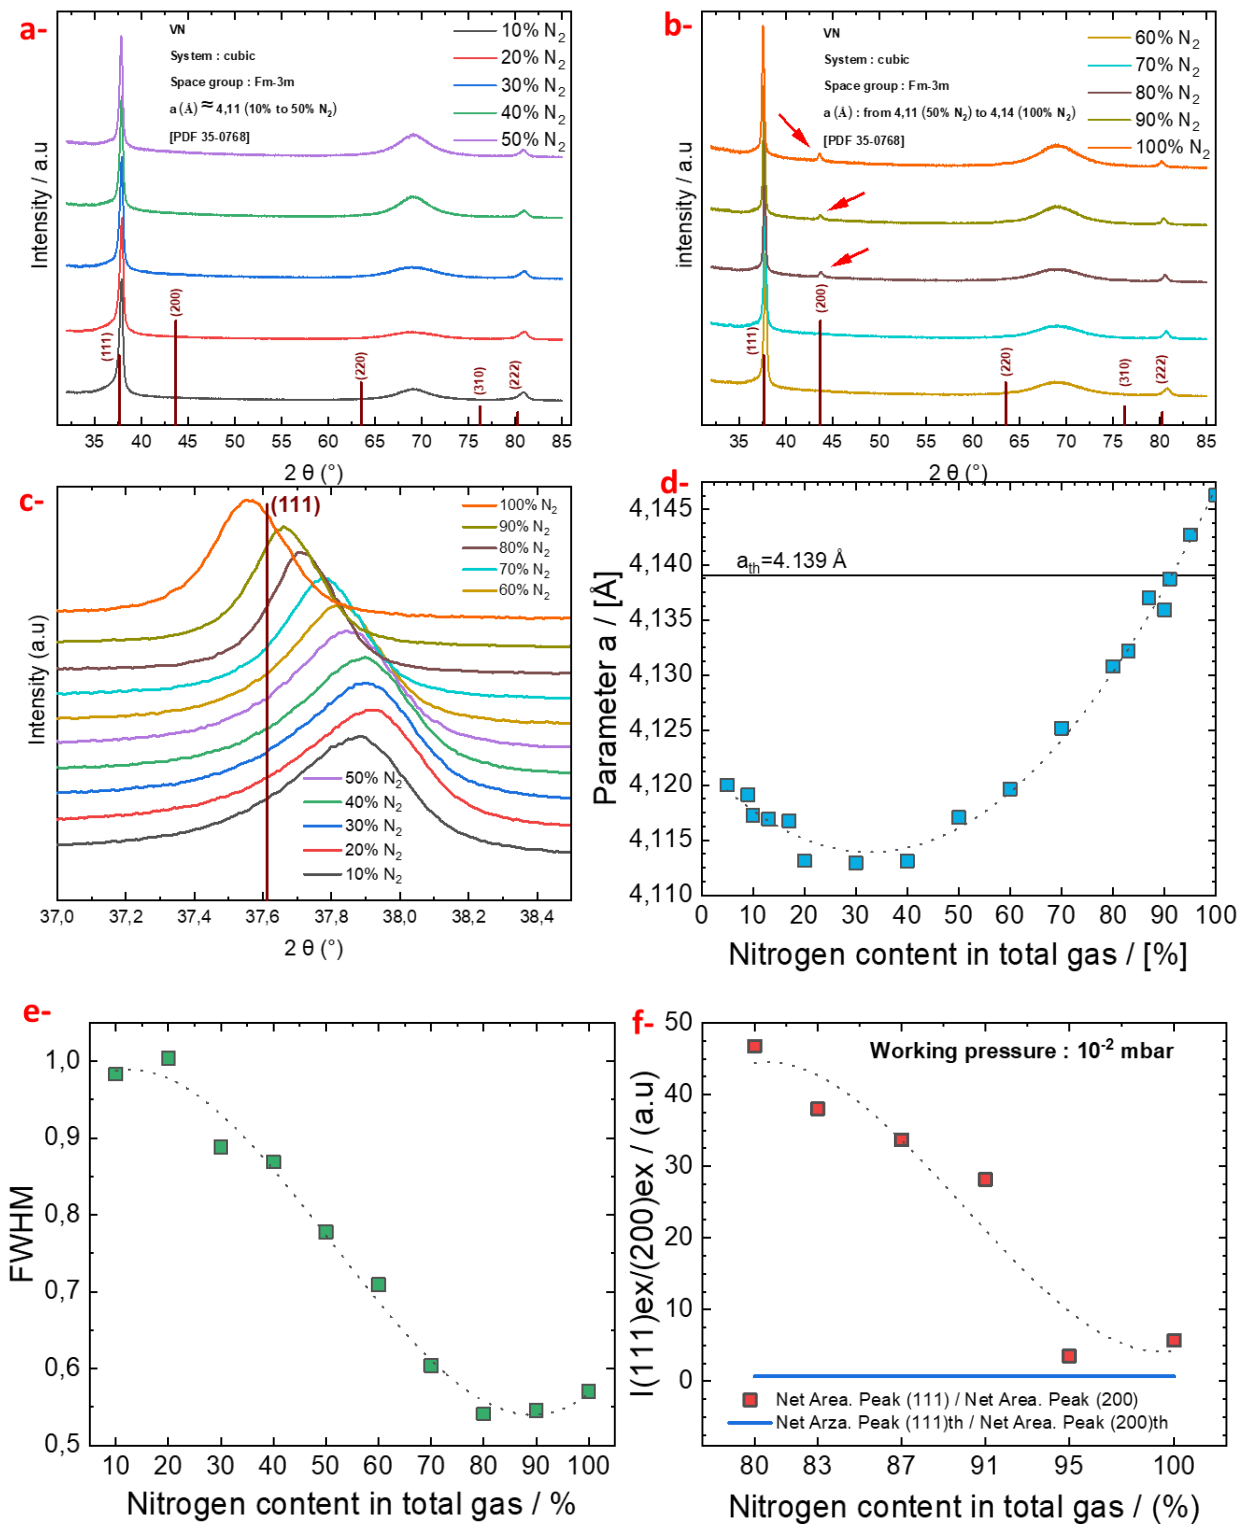 a-
VN
System : cubic
Space group : Fm-3m
a (Å) ≈ 4,11 (10% to 50% N2)
[PDF 35-0768]
10% N2
20% N2
30% N2
40% N2
50% N2
Intensity / a.u
(111)
(200)
(220)
(310)
(222)
35 40 45 50 55 60 65 70 75 80 85
2 θ (°)
b-
VN
System : cubic
Space group : Fm-3m
a (Å) : from 4,11 (50% N2) to 4,14 (100% N2)
[PDF 35-0768]
60% N2
70% N2
80% N2
90% N2
100% N2
intensity / a.u
(111)
(200)
(220)
(310)
(222)
35 40 45 50 55 60 65 70 75 80 85
2 θ (°)
c-
(111)
100% N2
90% N2
80% N2
70% N2
60% N2
50% N2
40% N2
30% N2
20% N2
10% N2
Intensity (a.u)
37,0 37,2 37,4 37,6 37,8 38,0 38,2 38,4
2 θ (°)
d-
4,145
4,140
4,135
4,130
4,125
4,120
4,115
4,110
ath=4.139 Å
Parameter a / [Å]
0 10 20 30 40 50 60 70 80 90 100
Nitrogen content in total gas / [%]
e-
1,0
0,9
0,8
0,7
0,6
0,5
FWHM
10 20 30 40 50 60 70 80 90 100
Nitrogen content in total gas / %
f-
50
40
30
20
10
0
Working pressure : 10-2 mbar
I(111)ex/(200)ex / (a.u)
Net Area. Peak (111) / Net Area. Peak (200)
Net Arza. Peak (111)th / Net Area. Peak (200)th
80 83 87 91 95 100
Nitrogen content in total gas / (%)